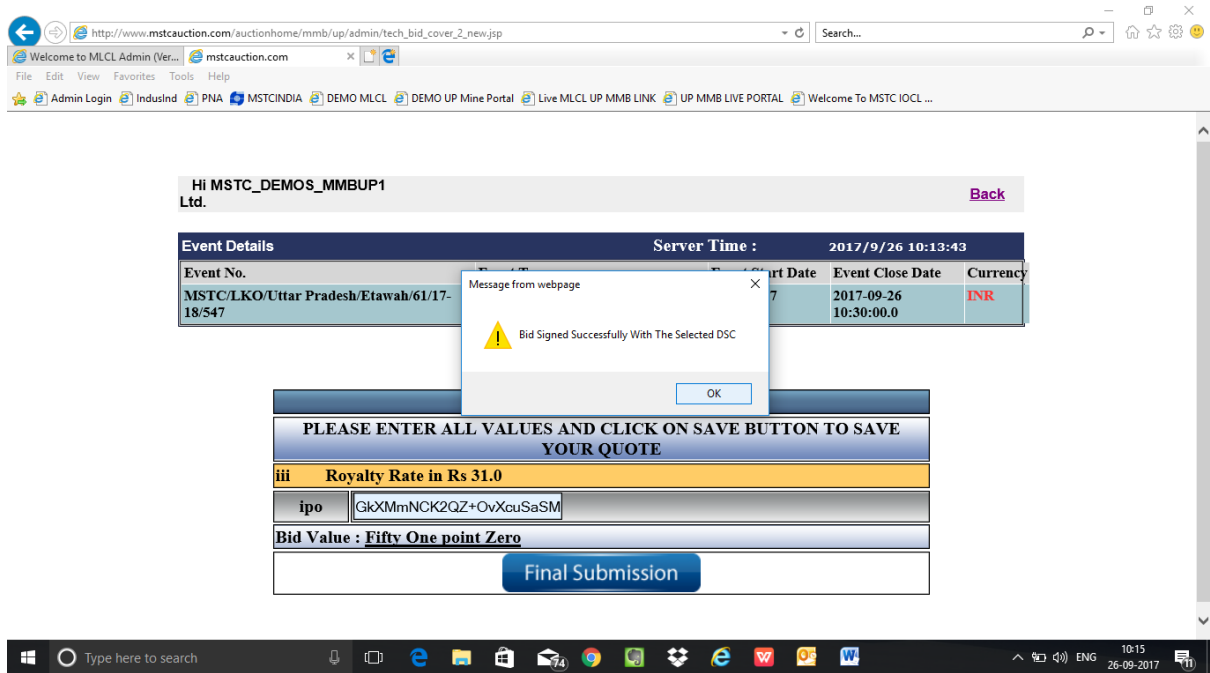 http://www.mstcauction.com/auctionhome/mmb/up/admin/tech_bid_cover_2_new.jsp
Search...
Welcome to MLCL Admin (Ver...
mstcauction.com
File Edit View Favorites Tools Help
Admin Login IndusInd PNA MSTCINDIA DEMO MLCL DEMO UP Mine Portal Live MLCL UP MMB LINK UP MMB LIVE PORTAL Welcome To MSTC IOCL ...
Hi MSTC_DEMOS_MMBUP1
Ltd.
Back
Event Details Server Time : 2017/9/26 10:13:43
Event No. Date Event Close Date Currency
MSTC/LKO/Uttar Pradesh/Etawah/61/17-
18/547
7
2017-09-26
10:30:00.0
INR
Message from webpage
Bid Signed Successfully With The Selected DSC
OK
PLEASE ENTER ALL VALUES AND CLICK ON SAVE BUTTON TO SAVE
YOUR QUOTE
iii Royalty Rate in Rs 31.0
ipo GkXMmNCK2QZ+OvXcuSaSM
Bid Value : Fifty One point Zero
Final Submission
Type here to search
74
ENG
10:15
26-09-2017
11